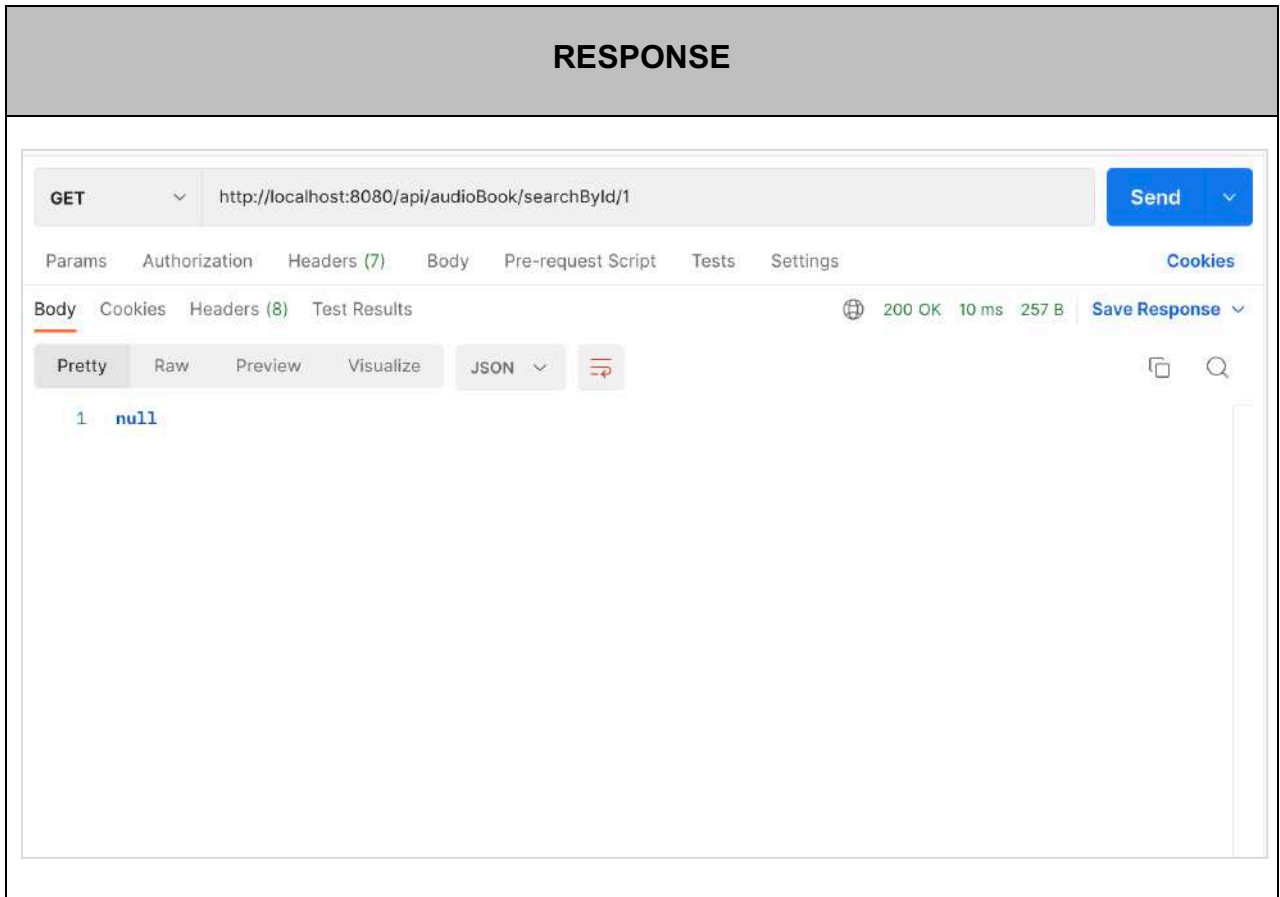 RESPONSE
GET http://localhost:8080/api/audioBook/searchById/1 Send
Params Authorization Headers (7) Body Pre-request Script Tests Settings Cookies
Body Cookies Headers (8) Test Results 200 OK 10 ms 257 B Save Response
Pretty Raw Preview Visualize JSON
1 null